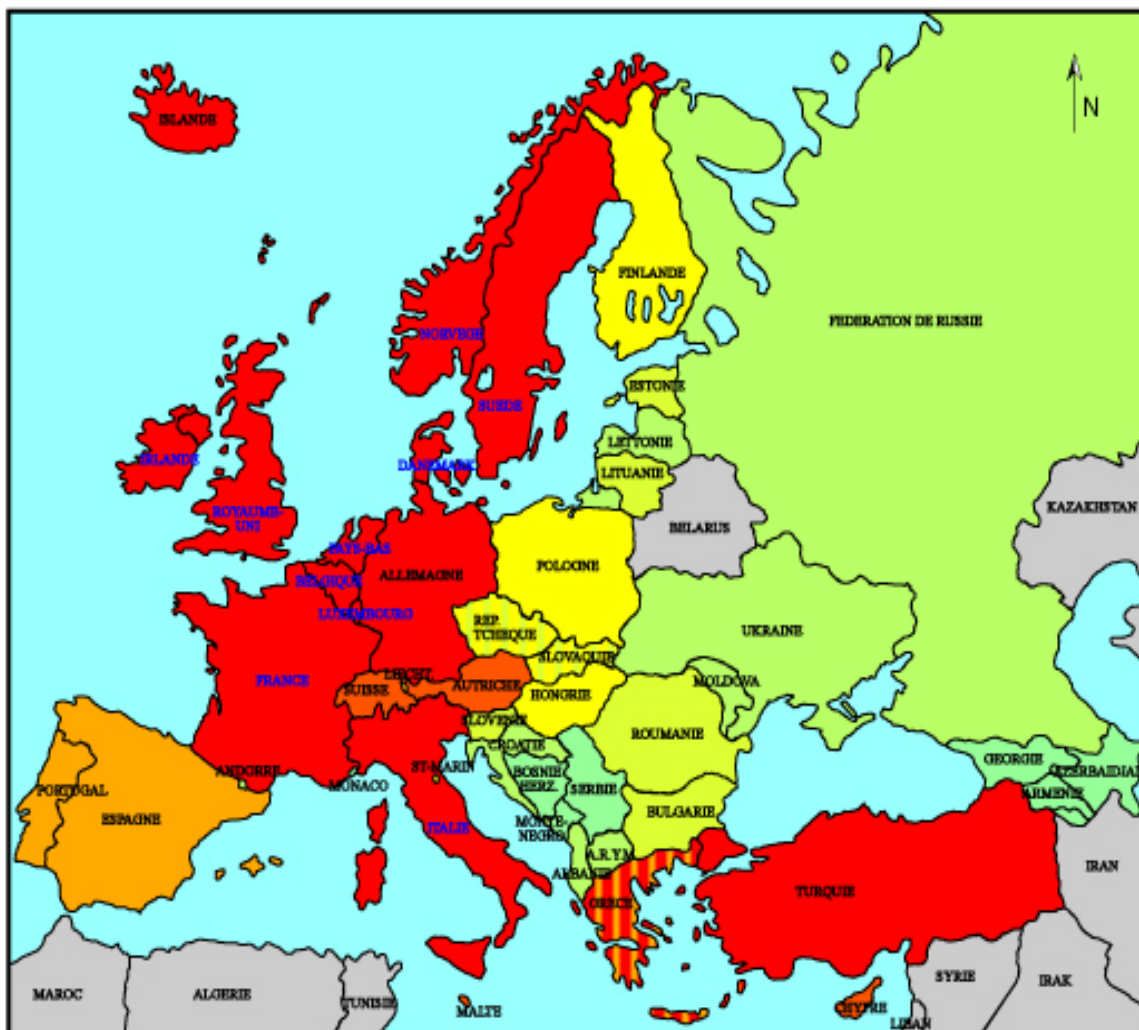 ISLANDE
N
FINLANDE
FEDERATION DE RUSSIE
NORVEGE
ESTONIE
SUEDE
LETTONIE
IRLANDE
DANEMARK
LITUANIE
KAZAKHSTAN
ROYAUME-
UNI
BELARUS
PAYS-BAS
POLOGNE
BELGIQUE
ALLEMAGNE
LUXEMBOURG
REP.
TCHEQUE
UKRAINE
SLOVAQUIE
LIECHT.
FRANCE
SUISSE
AUTRICHE
MOLDOVA
HONGRIE
SLOVENIE
ROUMANIE
CROATIE
ANDORRE
MONACO
ST-MARIN
BOSNIE
HERZ.
SERBIE
GEORGIE
AZERBAIDJAN
PORTUGAL
ARMENIE
ESPAGNE
ITALIE
MONTE-
NEGRO
BULGARIE
A.R.Y.M
ALBANIE
GRECE
TURQUIE
IRAN
MAROC
ALGERIE
TUNISIE
MALTE
CHYPRE
SYRIE
IRAK
LIBAN